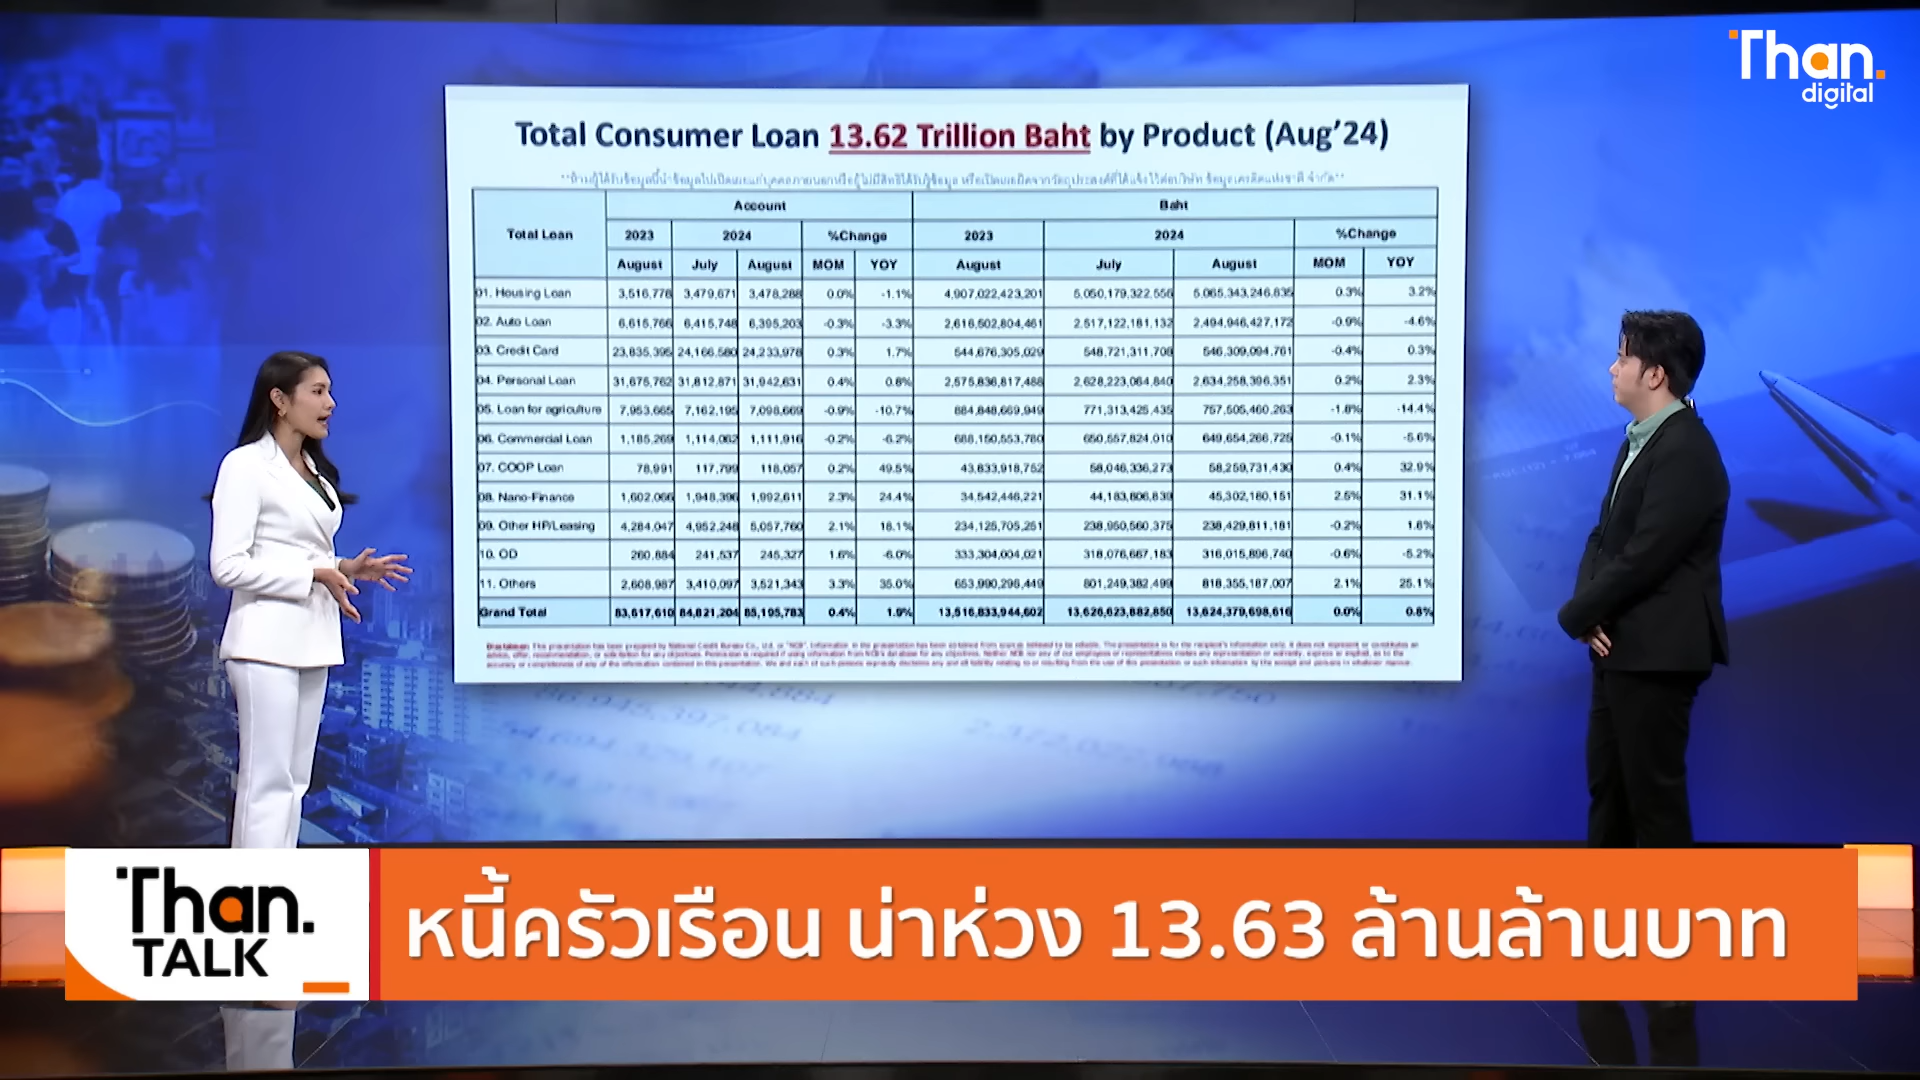 Than.
digital
Total Consumer Loan 13.62 Trillion Baht by Product (Aug’24)
Total Loan Account Baht
2023 2024 %Change 2023 2024 %Change
August July August MOM YOY August July August MOM YOY
01. Housing Loan 3,516,776 3,479,671 3,478,288 0.0% -1.1% 4,907,022,423,201 5,050,179,322,556 5,065,343,246,835 0.3% 3.2%
02. Auto Loan 6,615,766 6,415,748 6,395,203 -0.3% -3.3% 2,616,502,804,461 2,517,122,181,132 2,494,946,427,172 -0.9% -4.6%
03. Credit Card 23,835,395 24,166,580 24,233,978 0.3% 1.7% 544,676,305,029 548,721,311,708 546,309,094,761 -0.4% 0.3%
04. Personal Loan 31,675,762 31,812,871 31,942,631 0.4% 0.8% 2,575,836,817,488 2,628,223,064,840 2,634,258,396,351 0.2% 2.3%
05. Loan for agriculture 7,953,665 7,162,195 7,098,669 -0.9% -10.7% 884,848,669,949 771,313,425,435 757,505,460,263 -1.8% -14.4%
06. Commercial Loan 1,185,269 1,114,062 1,111,916 -0.2% -6.2% 688,150,553,780 650,557,824,010 649,654,266,725 -0.1% -5.6%
07. COOP Loan 78,991 117,799 118,057 0.2% 49.5% 43,833,918,752 58,046,336,273 58,259,731,430 0.4% 32.9%
08. Nano-Finance 1,602,066 1,948,396 1,992,611 2.3% 24.4% 34,542,446,221 44,183,806,839 45,302,180,151 2.5% 31.1%
09. Other HP/Leasing 4,284,047 4,952,248 5,057,760 2.1% 18.1% 234,125,705,251 238,950,560,375 238,429,811,181 -0.2% 1.8%
10. OD 260,884 241,537 245,327 1.6% -6.0% 333,304,004,021 318,076,667,183 316,015,896,740 -0.6% -5.2%
11. Others 2,608,987 3,410,097 3,521,343 3.3% 35.0% 653,990,296,449 801,249,382,499 818,355,187,007 2.1% 25.1%
Grand Total 83,617,610 84,821,204 85,195,783 0.4% 1.9% 13,516,833,944,602 13,626,623,882,850 13,624,379,698,616 0.0% 0.8%
Than.
TALK
หนี้ครัวเรือน น่าห่วง 13.63 ล้านล้านบาท